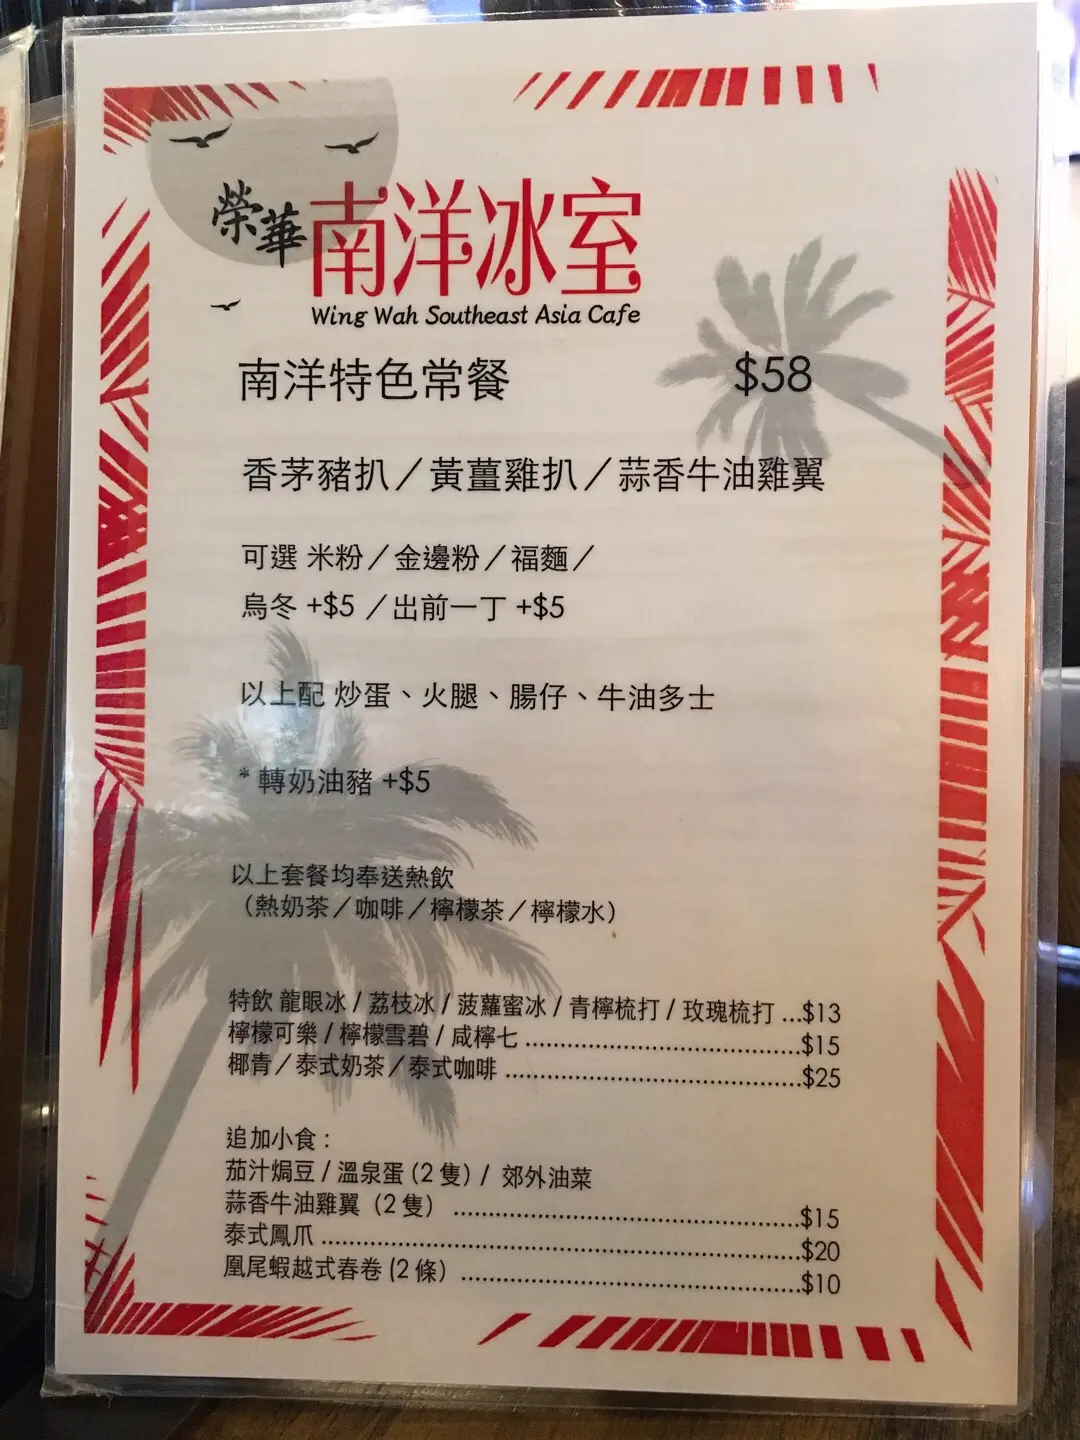 榮華 南洋冰室
Wing Wah Southeast Asia Cafe
南洋特色常餐 $58
香茅豬扒／黃薑雞扒／蒜香牛油雞翼
可選 米粉／金邊粉／福麵／
烏冬 +$5 ／出前一丁 +$5
以上配 炒蛋、火腿、腸仔、牛油多士
* 轉奶油豬 +$5
以上套餐均奉送熱飲
（熱奶茶／咖啡／檸檬茶／檸檬水）
特飲 龍眼冰 / 荔枝冰 / 菠蘿蜜冰 / 青檸梳打 / 玫瑰梳打 ...$13
檸檬可樂 / 檸檬雪碧 / 咸檸七 ........................................$15
椰青／泰式奶茶／泰式咖啡 ...........................................$25
追加小食：
茄汁焗豆 / 溫泉蛋 (2 隻) / 郊外油菜
蒜香牛油雞翼（2 隻） ..................................................$15
泰式鳳爪 .....................................................................$20
凰尾蝦越式春卷 (2 條） .................................................$10